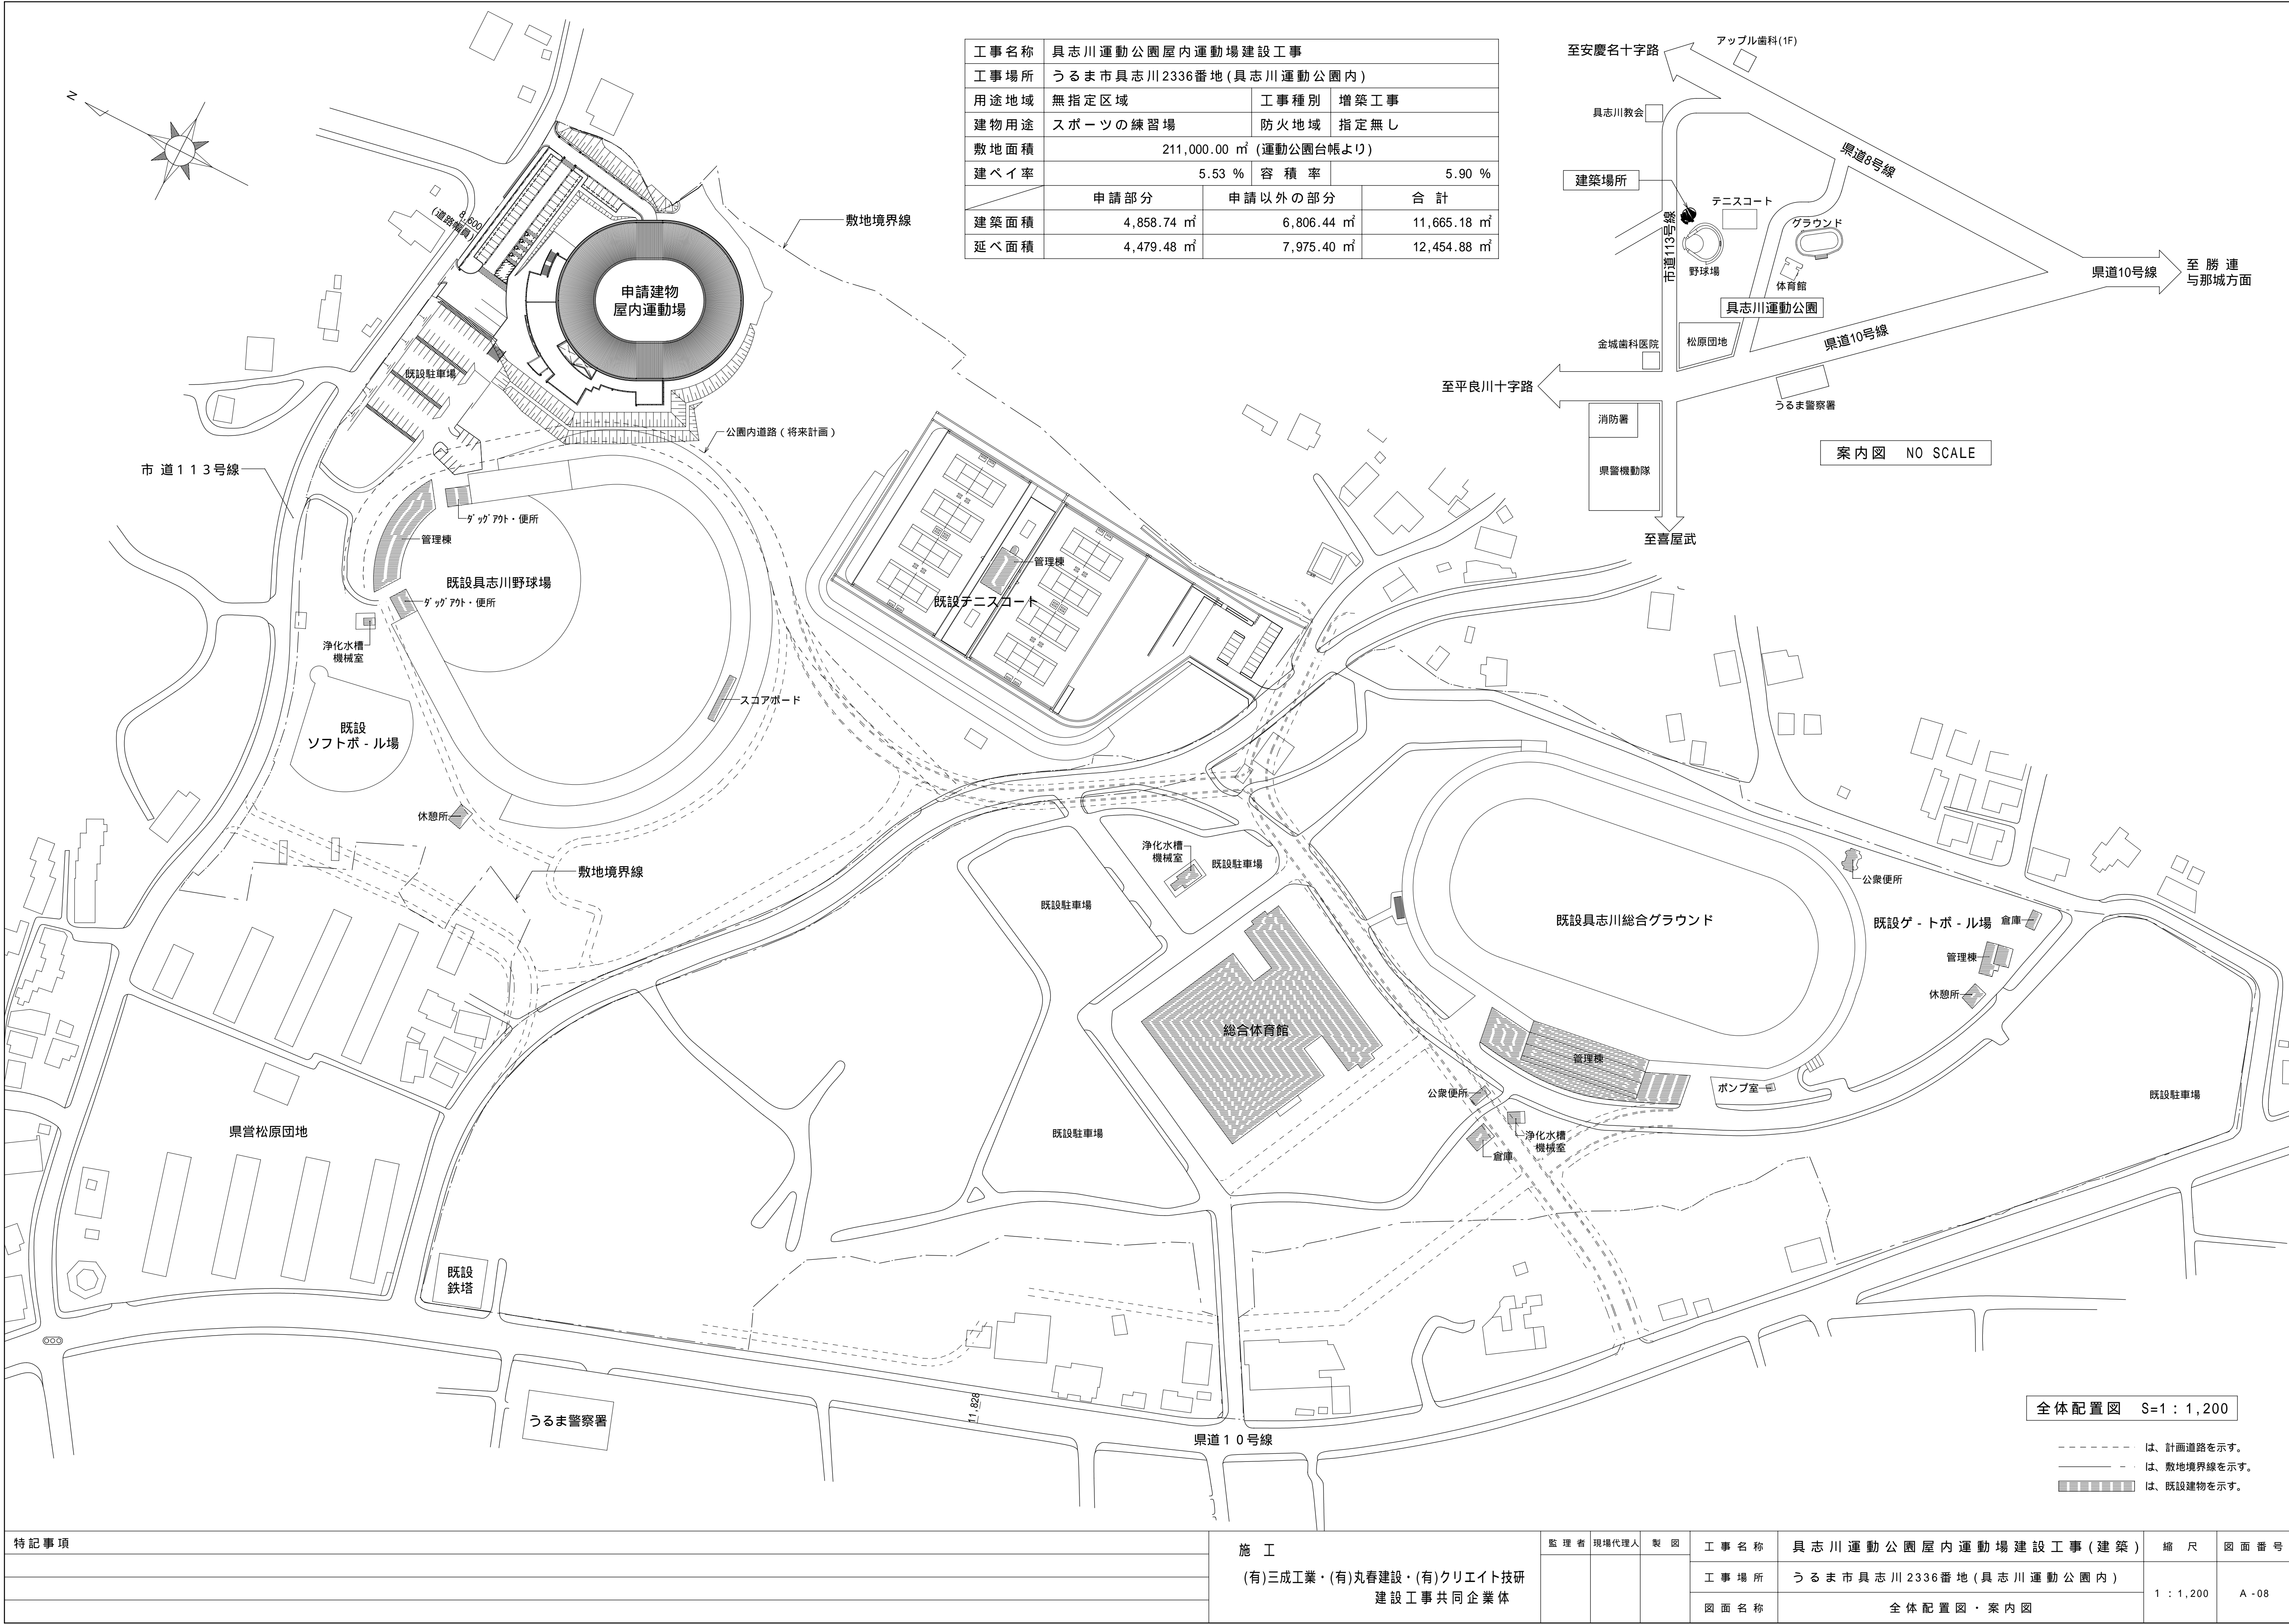 工事名称 具志川運動公園屋内運動場建設工事
工事場所 うるま市具志川2336番地(具志川運動公園内)
用途地域 無指定区域 工事種別 増築工事
建物用途 スポーツの練習場 防火地域 指定無し
敷地面積 211,000.00 ㎡ (運動公園台帳より)
建ペイ率 5.53 % 容積率 5.90 %
申請部分 申請以外の部分 合計
建築面積 4,858.74 ㎡ 6,806.44 ㎡ 11,665.18 ㎡
延べ面積 4,479.48 ㎡ 7,975.40 ㎡ 12,454.88 ㎡
至安慶名十字路
アップル歯科(1F)
具志川教会
県道8号線
建築場所
テニスコート
グラウンド
市道113号線
野球場
体育館
県道10号線
至 勝 連
与那城方面
具志川運動公園
県道10号線
金城歯科医院
松原団地
至平良川十字路
うるま警察署
消防署
県警機動隊
至喜屋武
案内図 NO SCALE
N
8,600
(道路幅員)
敷地境界線
申請建物
屋内運動場
既設駐車場
公園内道路(将来計画)
市 道113号線
ダッグアウト・便所
管理棟
既設具志川野球場
ダッグアウト・便所
浄化水槽
機械室
管理棟
既設テニスコート
スコアボード
既設
ソフトボ-ル場
休憩所
敷地境界線
浄化水槽
機械室
既設駐車場
既設駐車場
既設具志川総合グラウンド
公衆便所
既設ゲ-トボ-ル場
倉庫
管理棟
休憩所
総合体育館
管理棟
ポンプ室
公衆便所
浄化水槽
機械室
倉庫
既設駐車場
既設駐車場
県営松原団地
既設
鉄塔
うるま警察署
11,828
県道10号線
全体配置図 S=1:1,200
は、計画道路を示す。
は、敷地境界線を示す。
は、既設建物を示す。
特記事項
施 工
(有)三成工業・(有)丸春建設・(有)クリエイト技研
建設工事共同企業体
監理者 現場代理人 製 図
工事名称 具志川運動公園屋内運動場建設工事(建築)
工事場所 うるま市具志川2336番地(具志川運動公園内)
図面名称 全体配置図・案内図
縮 尺 図面番号
1 : 1,200 A-08